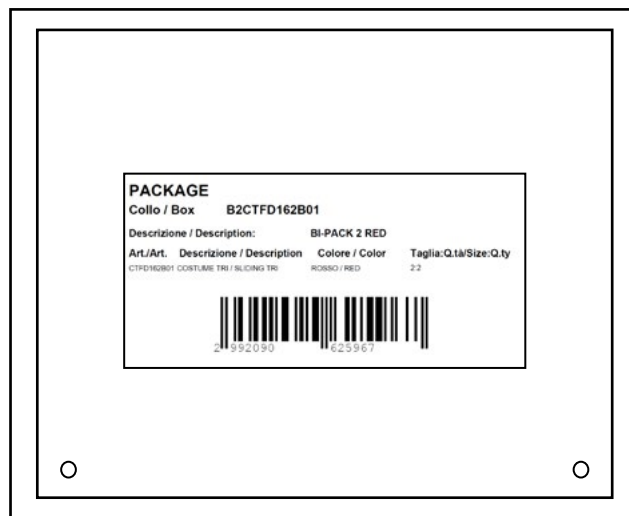 PACKAGE
Collo / Box B2CTFD162B01
Descrizione / Description: BI-PACK 2 RED
Art./Art. Descrizione / Description Colore / Color Taglia:Q.tà/Size:Q.ty
CTFD162B01 COSTUME TRI / SLICING TRI ROSSO / RED 2:2
2 992090 625967